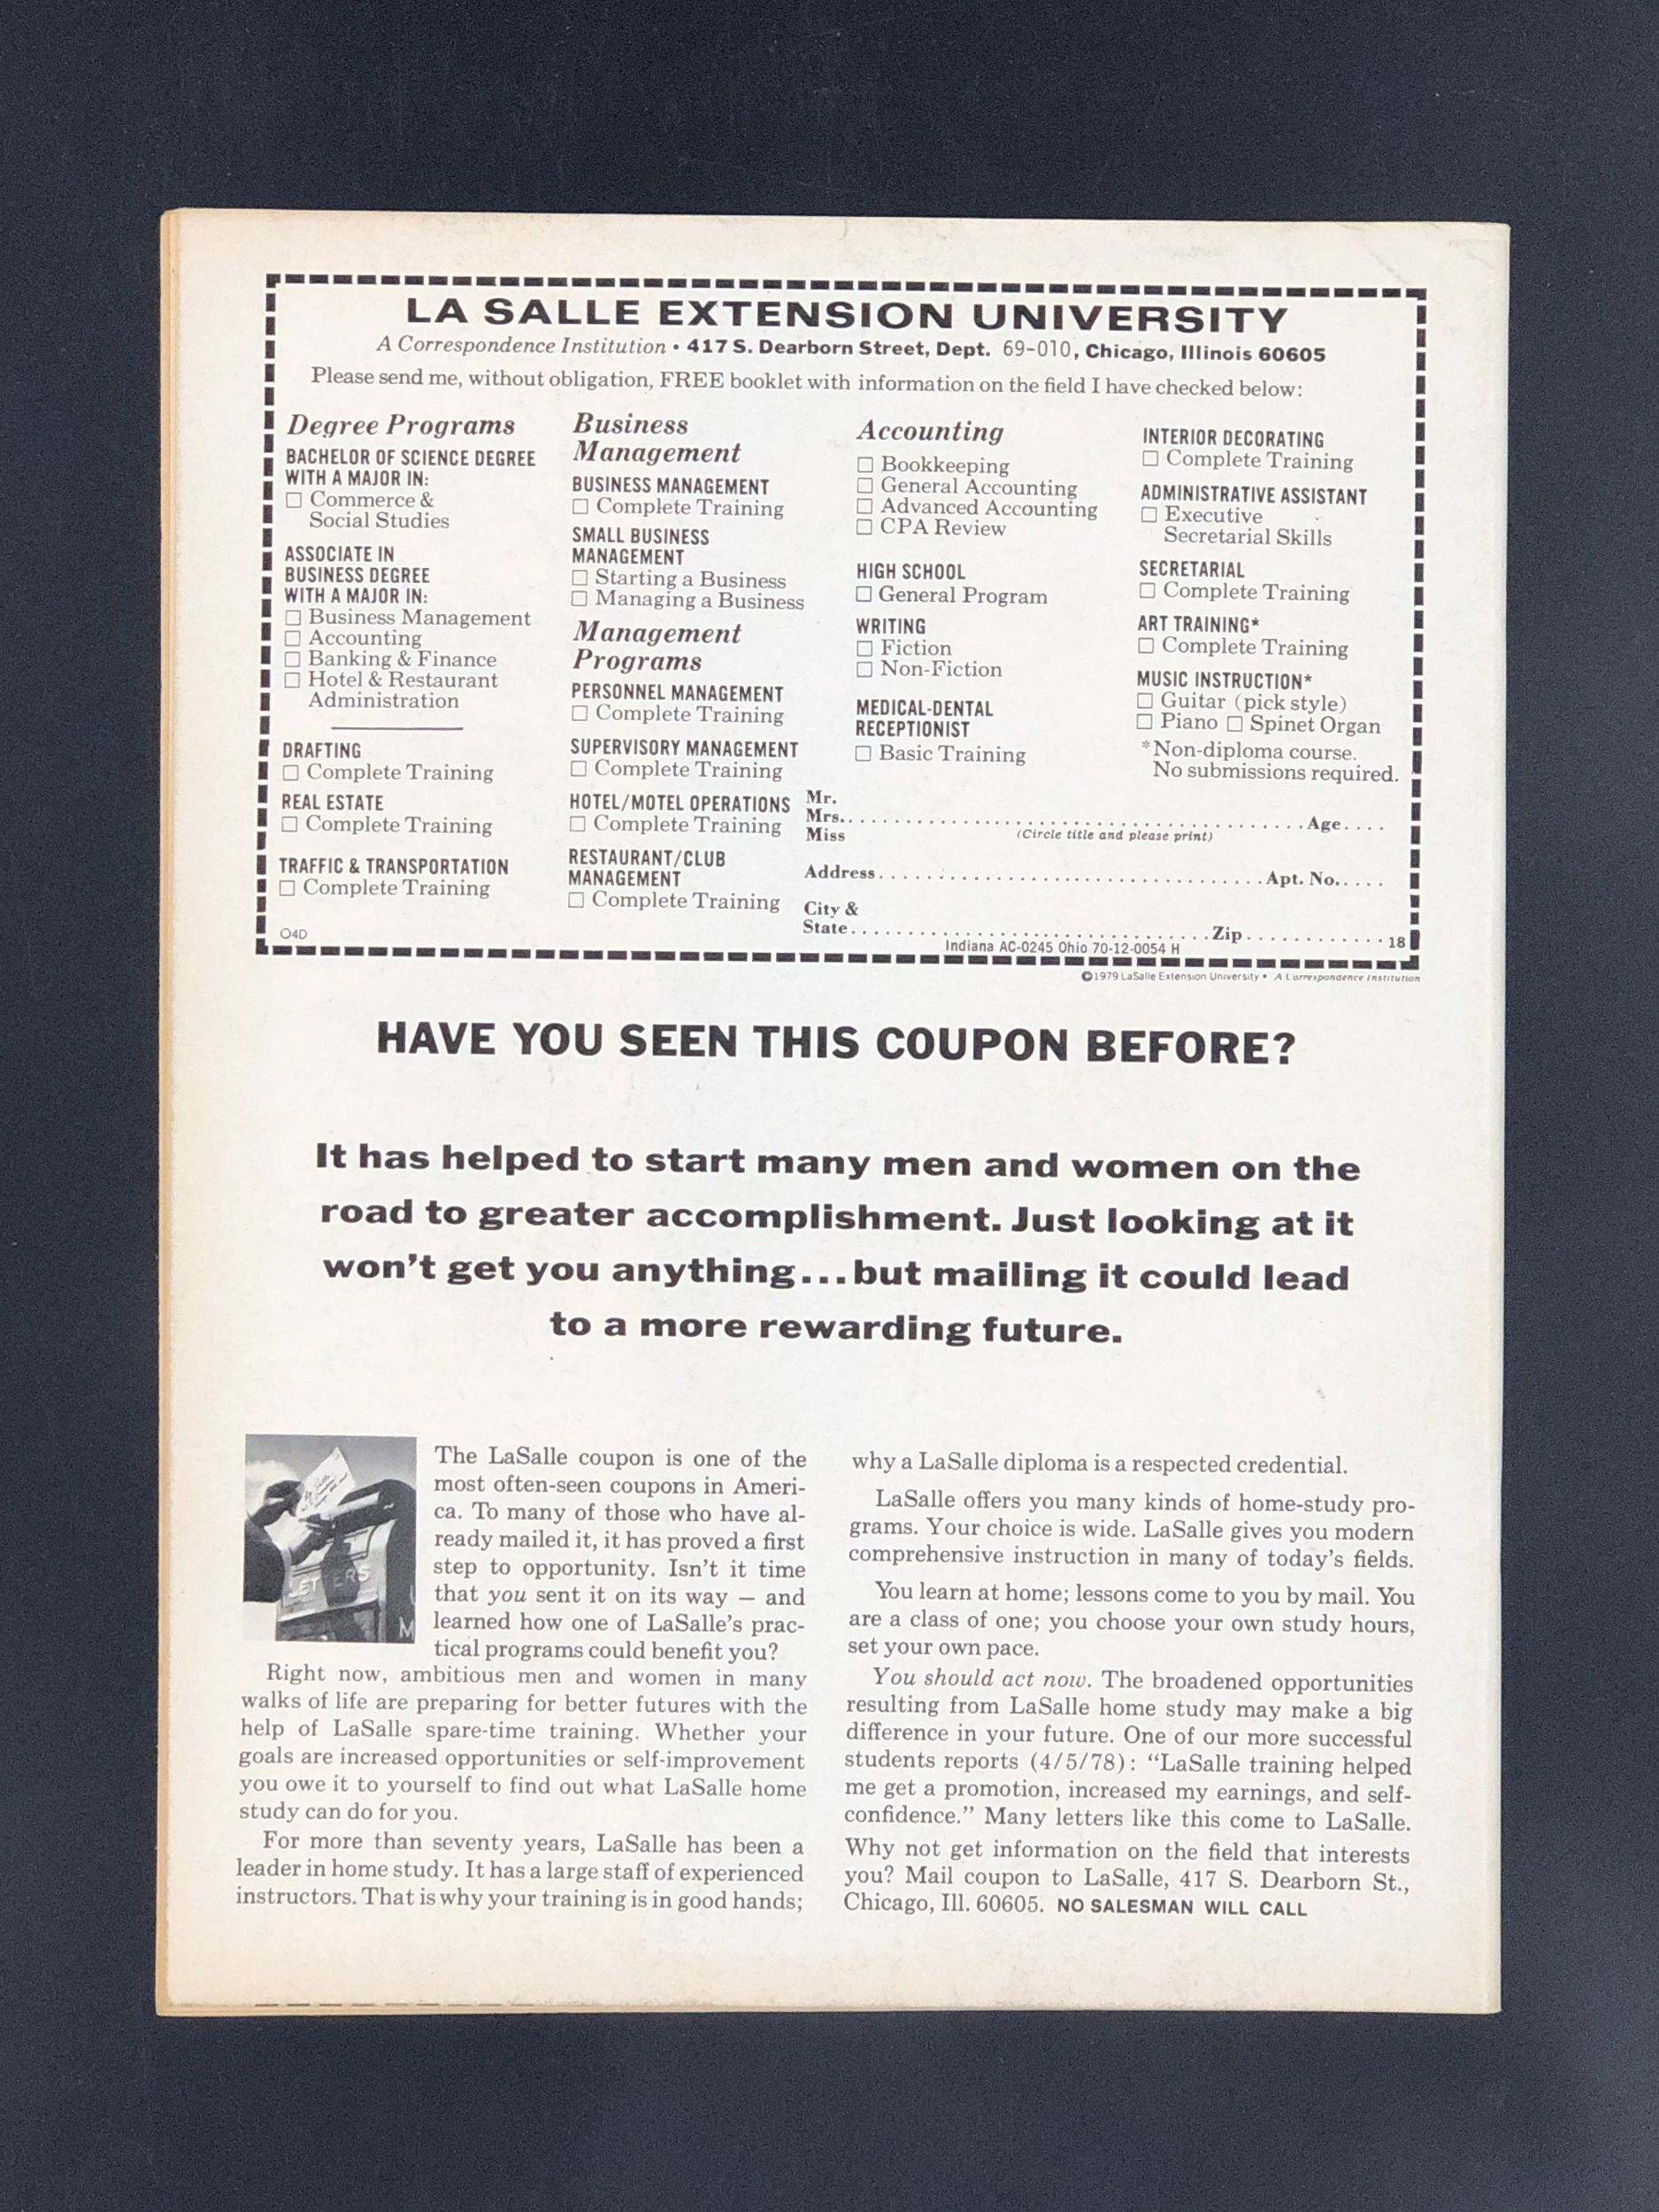 LA SALLE EXTENSION UNIVERSITY
A Correspondence Institution • 417 S. Dearborn Street, Dept. 69-010, Chicago, Illinois 60605
Please send me, without obligation, FREE booklet with information on the field I have checked below:
Degree Programs
BACHELOR OF SCIENCE DEGREE
WITH A MAJOR IN:
☐ Commerce &
Social Studies
ASSOCIATE IN
BUSINESS DEGREE
WITH A MAJOR IN:
☐ Business Management
☐ Accounting
☐ Banking & Finance
☐ Hotel & Restaurant
Administration
DRAFTING
☐ Complete Training
REAL ESTATE
☐ Complete Training
TRAFFIC & TRANSPORTATION
☐ Complete Training
O4D
Business
Management
BUSINESS MANAGEMENT
☐ Complete Training
SMALL BUSINESS
MANAGEMENT
☐ Starting a Business
☐ Managing a Business
Management
Programs
PERSONNEL MANAGEMENT
☐ Complete Training
SUPERVISORY MANAGEMENT
☐ Complete Training
HOTEL/MOTEL OPERATIONS
☐ Complete Training
RESTAURANT/CLUB
MANAGEMENT
☐ Complete Training
Accounting
☐ Bookkeeping
☐ General Accounting
☐ Advanced Accounting
☐ CPA Review
HIGH SCHOOL
☐ General Program
WRITING
☐ Fiction
☐ Non-Fiction
MEDICAL-DENTAL
RECEPTIONIST
☐ Basic Training
INTERIOR DECORATING
☐ Complete Training
ADMINISTRATIVE ASSISTANT
☐ Executive
Secretarial Skills
SECRETARIAL
☐ Complete Training
ART TRAINING*
☐ Complete Training
MUSIC INSTRUCTION*
☐ Guitar (pick style)
☐ Piano ☐ Spinet Organ
*Non-diploma course.
No submissions required.
Mr.
Mrs. . . . . . . . . . . Age . . . .
Miss (Circle title and please print)
Address . . . . . . . . . . Apt. No. . . . .
City &
State . . . . . . . . . . Zip . . . . . . . . . . 18
Indiana AC-0245 Ohio 70-12-0054 H
©1979 LaSalle Extension University • A Correspondence Institution
HAVE YOU SEEN THIS COUPON BEFORE?
It has helped to start many men and women on the
road to greater accomplishment. Just looking at it
won't get you anything...but mailing it could lead
to a more rewarding future.
LETTERS
M
The LaSalle coupon is one of the
most often-seen coupons in Ameri-
ca. To many of those who have al-
ready mailed it, it has proved a first
step to opportunity. Isn't it time
that you sent it on its way — and
learned how one of LaSalle's prac-
tical programs could benefit you?
Right now, ambitious men and women in many
walks of life are preparing for better futures with the
help of LaSalle spare-time training. Whether your
goals are increased opportunities or self-improvement
you owe it to yourself to find out what LaSalle home
study can do for you.
For more than seventy years, LaSalle has been a
leader in home study. It has a large staff of experienced
instructors. That is why your training is in good hands;
why a LaSalle diploma is a respected credential.
LaSalle offers you many kinds of home-study pro-
grams. Your choice is wide. LaSalle gives you modern
comprehensive instruction in many of today's fields.
You learn at home; lessons come to you by mail. You
are a class of one; you choose your own study hours,
set your own pace.
You should act now. The broadened opportunities
resulting from LaSalle home study may make a big
difference in your future. One of our more successful
students reports (4/5/78): "LaSalle training helped
me get a promotion, increased my earnings, and self-
confidence." Many letters like this come to LaSalle.
Why not get information on the field that interests
you? Mail coupon to LaSalle, 417 S. Dearborn St.,
Chicago, Ill. 60605. NO SALESMAN WILL CALL